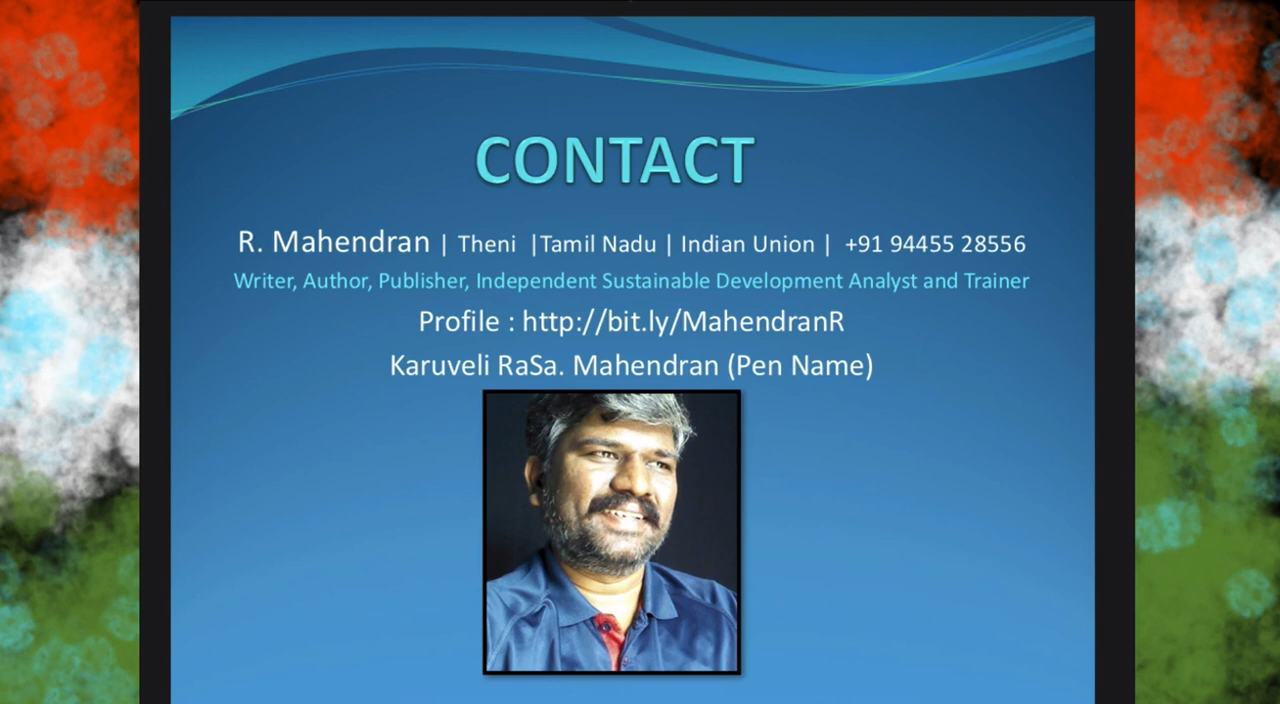 CONTACT
R. Mahendran | Theni |Tamil Nadu | Indian Union | +91 94455 28556
Writer, Author, Publisher, Independent Sustainable Development Analyst and Trainer
Profile : http://bit.ly/MahendranR
Karuveli RaSa. Mahendran (Pen Name)